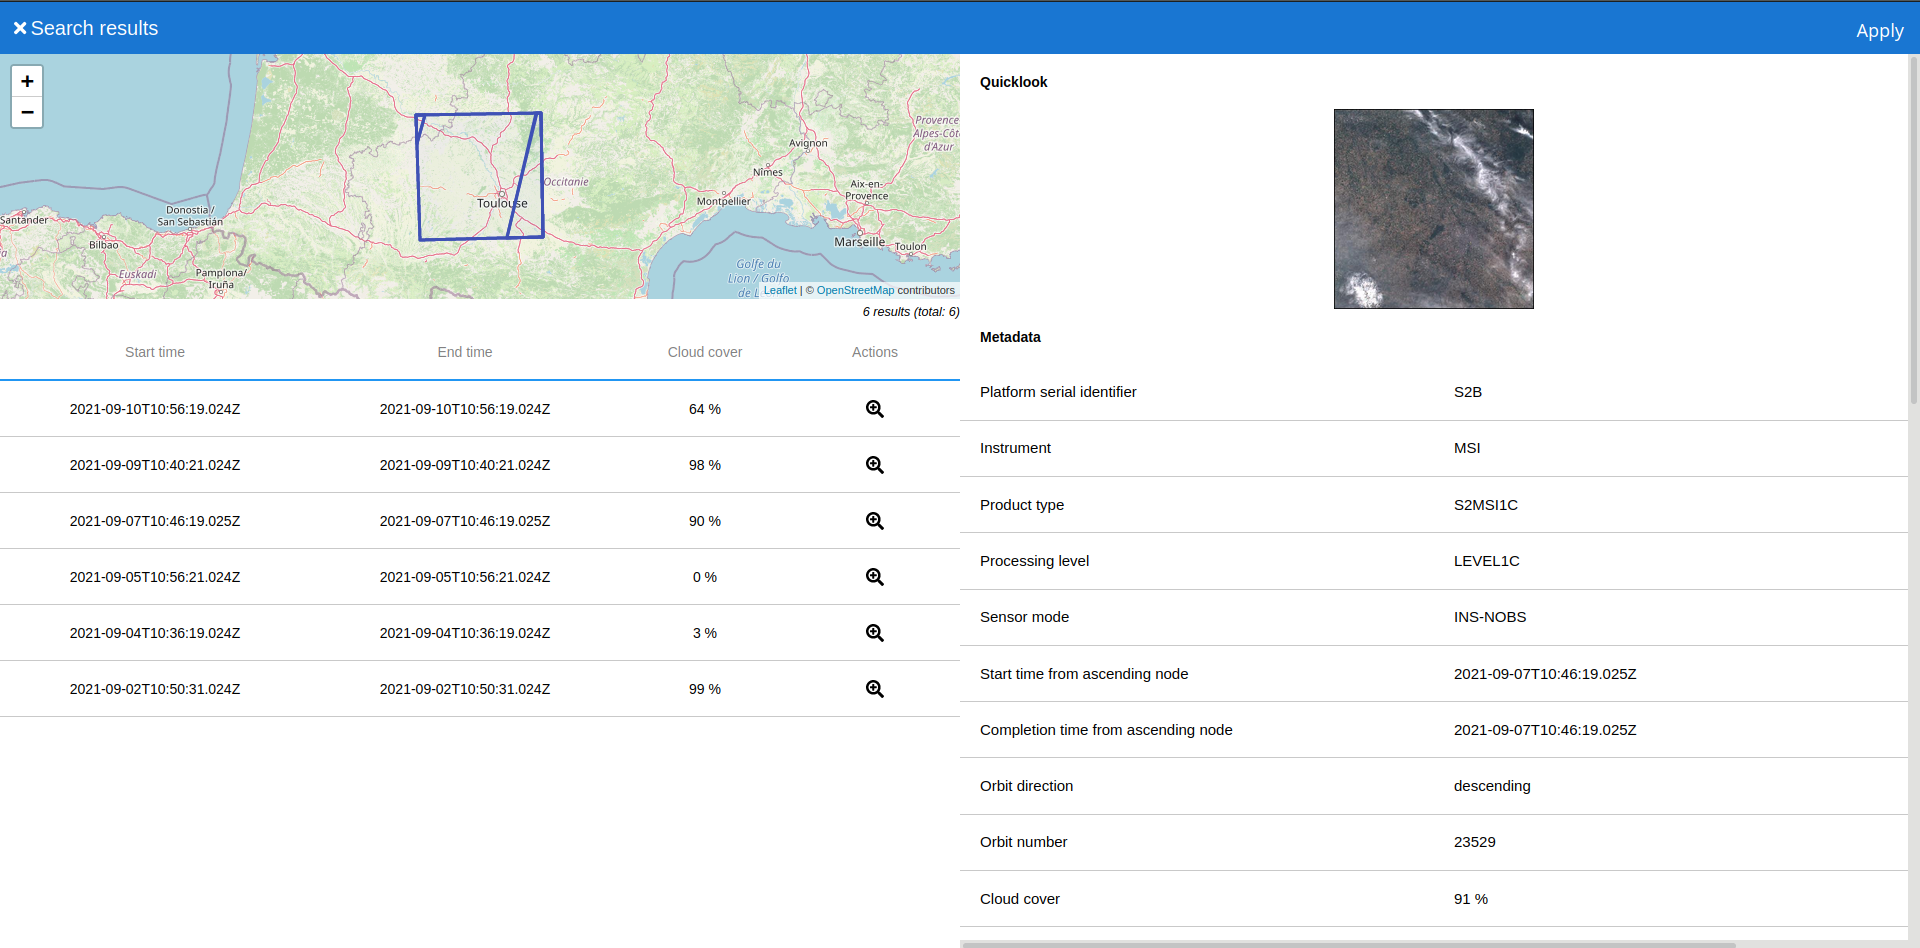 Search results
Apply
+
−
Provence-
Alpes-Côte
d'Azur
Avignon
Nîmes
Occitanie
Aix-en-
Provence
Toulouse
Montpellier
Donostia /
San Sebastián
Santander
Bilbao
Marseille
Toulon
Euskadi
Pamplona/
Iruña
Golfe du
Lion / Golfo
Leaflet | © OpenStreetMap contributors
6 results (total: 6)
Start time End time Cloud cover Actions
2021-09-10T10:56:19.024Z 2021-09-10T10:56:19.024Z 64 %
2021-09-09T10:40:21.024Z 2021-09-09T10:40:21.024Z 98 %
2021-09-07T10:46:19.025Z 2021-09-07T10:46:19.025Z 90 %
2021-09-05T10:56:21.024Z 2021-09-05T10:56:21.024Z 0 %
2021-09-04T10:36:19.024Z 2021-09-04T10:36:19.024Z 3 %
2021-09-02T10:50:31.024Z 2021-09-02T10:50:31.024Z 99 %
Quicklook
Metadata
Platform serial identifier S2B
Instrument MSI
Product type S2MSI1C
Processing level LEVEL1C
Sensor mode INS-NOBS
Start time from ascending node 2021-09-07T10:46:19.025Z
Completion time from ascending node 2021-09-07T10:46:19.025Z
Orbit direction descending
Orbit number 23529
Cloud cover 91 %